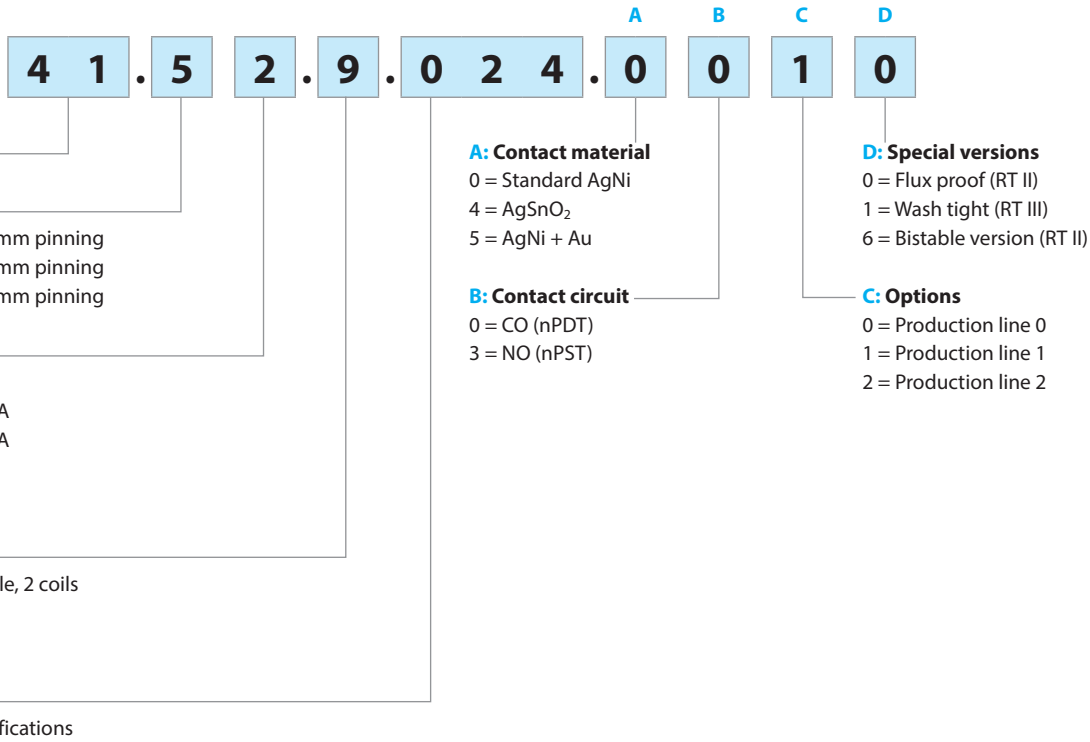 A B C D
4 1 . 5 2 . 9 . 0 2 4 . 0 0 1 0
A: Contact material
0 = Standard AgNi
4 = AgSnO₂
5 = AgNi + Au
D: Special versions
0 = Flux proof (RT II)
1 = Wash tight (RT III)
6 = Bistable version (RT II)
mm pinning
mm pinning
mm pinning
B: Contact circuit
0 = CO (nPDT)
3 = NO (nPST)
C: Options
0 = Production line 0
1 = Production line 1
2 = Production line 2
A
A
le, 2 coils
fications